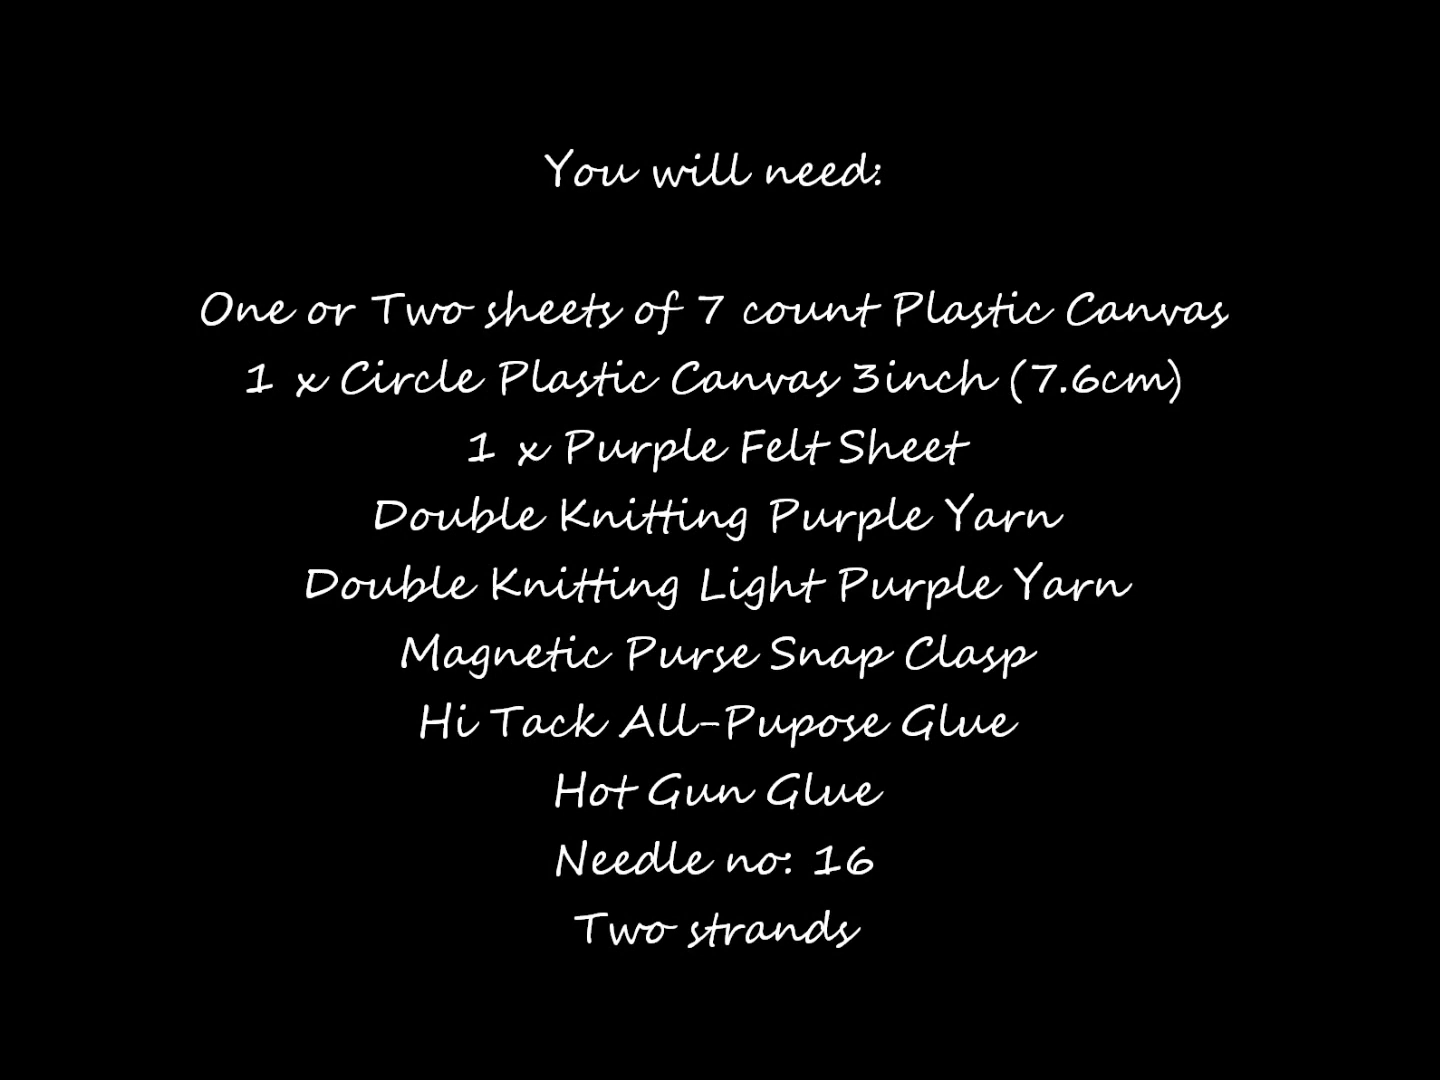 You will need:
One or Two sheets of 7 count Plastic Canvas
1 x Circle Plastic Canvas 3inch (7.6cm)
1 x Purple Felt Sheet
Double Knitting Purple Yarn
Double Knitting Light Purple Yarn
Magnetic Purse Snap Clasp
Hi Tack All-Pupose Glue
Hot Gun Glue
Needle no: 16
Two strands